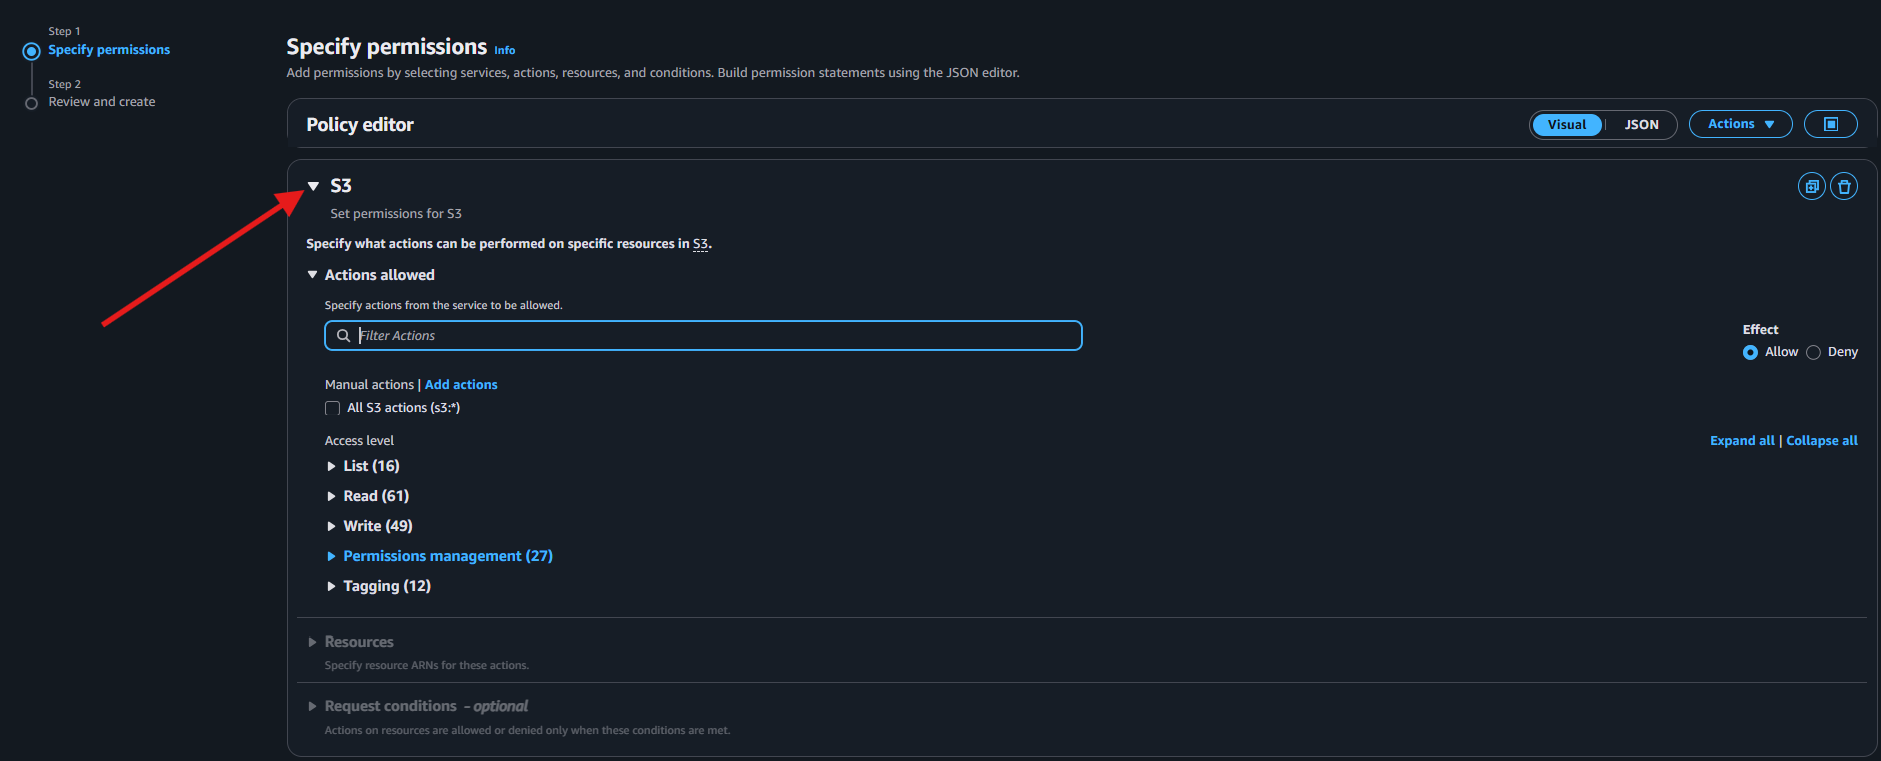 Step 1
Specify permissions
Step 2
Review and create
Specify permissions Info
Add permissions by selecting services, actions, resources, and conditions. Build permission statements using the JSON editor.
Policy editor
Visual | JSON
Actions
S3
Set permissions for S3
Specify what actions can be performed on specific resources in S3.
Actions allowed
Specify actions from the service to be allowed.
Filter Actions
Effect
Allow Deny
Manual actions | Add actions
All S3 actions (s3:*)
Access level
Expand all | Collapse all
List (16)
Read (61)
Write (49)
Permissions management (27)
Tagging (12)
Resources
Specify resource ARNs for these actions.
Request conditions - optional
Actions on resources are allowed or denied only when these conditions are met.